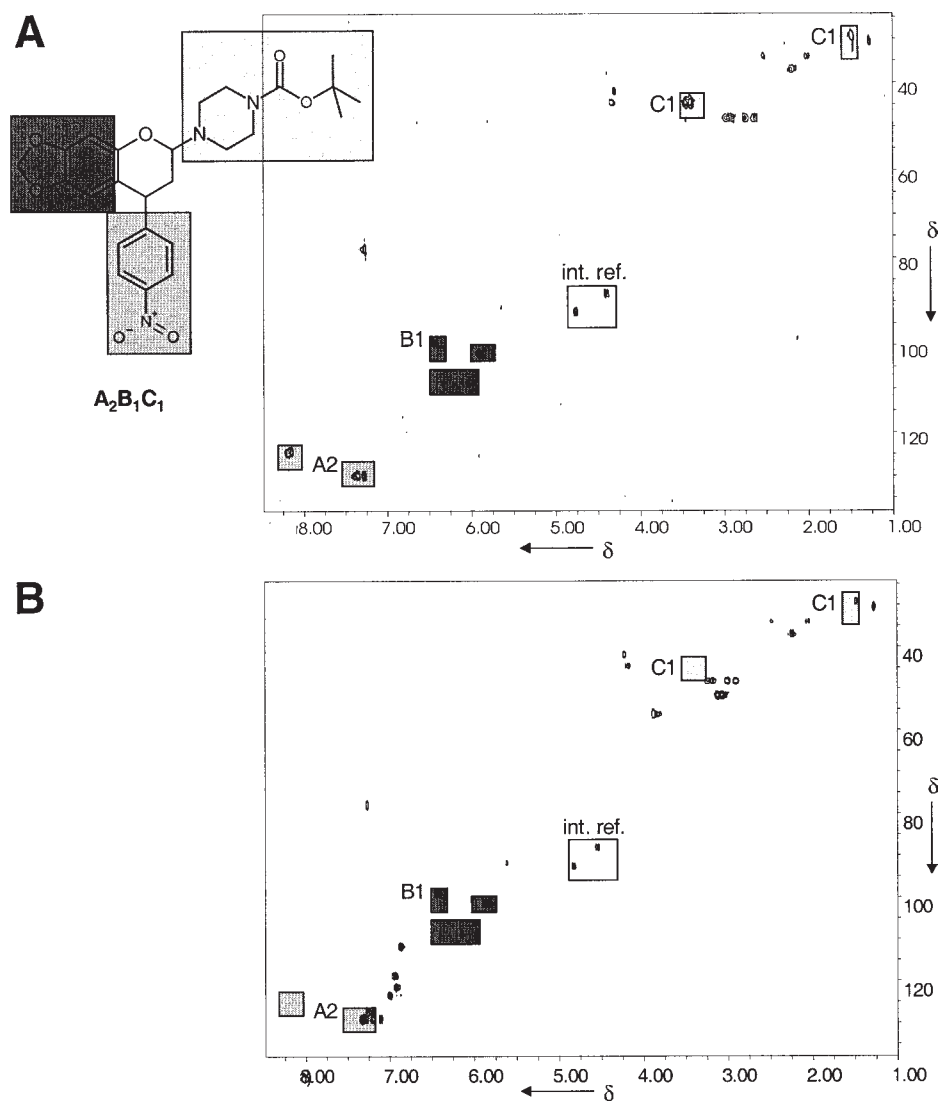 A
C1
O
O
N
O
N
O
40
C1
60
δ
80
int. ref.
100
B1
A₂B₁C₁
N⁺
O⁻
O
120
A2
8.00 7.00 6.00 5.00 4.00 3.00 2.00 1.00
δ
B
C1
40
C1
60
δ
80
int. ref.
B1
100
A2
120
7.00 6.00 5.00 4.00 3.00 2.00 1.00
δ